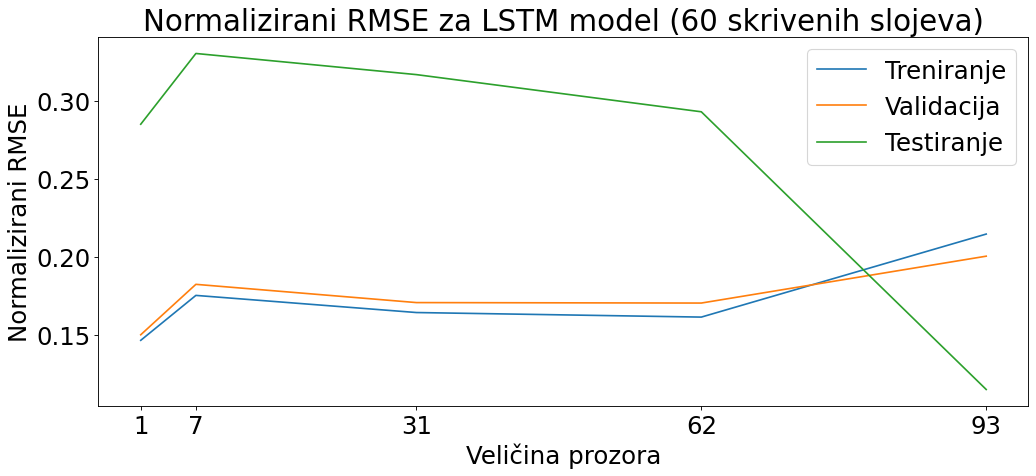 Normalizirani RMSE za LSTM model (60 skrivenih slojeva)
Treniranje
Validacija
Testiranje
Normalizirani RMSE
0.30
0.25
0.20
0.15
1 7 31 62 93
Veličina prozora